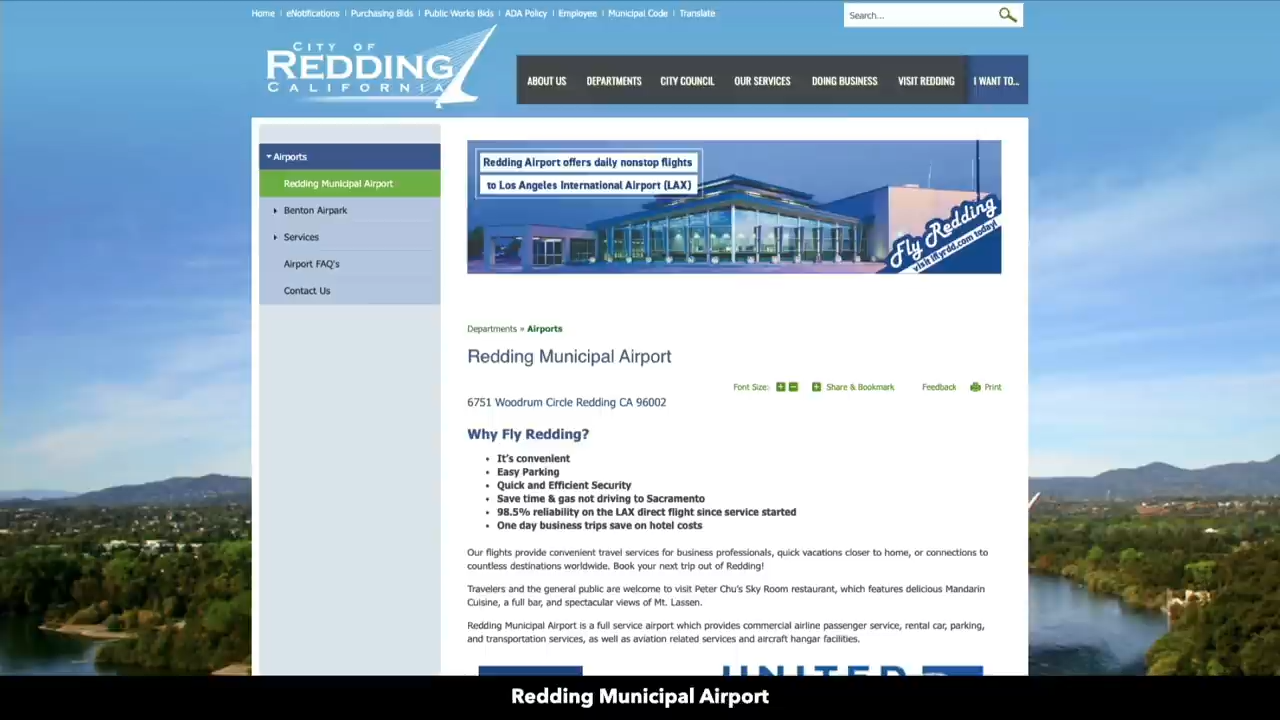 Home | eNotifications | Purchasing Bids | Public Works Bids | ADA Policy | Employee | Municipal Code | Translate
Search...
CITY OF
REDDING
CALIFORNIA
ABOUT US DEPARTMENTS CITY COUNCIL OUR SERVICES DOING BUSINESS VISIT REDDING I WANT TO...
Airports
Redding Municipal Airport
Benton Airpark
Services
Airport FAQ's
Contact Us
Redding Airport offers daily nonstop flights
to Los Angeles International Airport (LAX)
Fly Redding
visit iflyrdd.com today!
Departments » Airports
Redding Municipal Airport
Font Size: + - + Share & Bookmark Feedback Print
6751 Woodrum Circle Redding CA 96002
Why Fly Redding?
• It's convenient
• Easy Parking
• Quick and Efficient Security
• Save time & gas not driving to Sacramento
• 98.5% reliability on the LAX direct flight since service started
• One day business trips save on hotel costs
Our flights provide convenient travel services for business professionals, quick vacations closer to home, or connections to
countless destinations worldwide. Book your next trip out of Redding!
Travelers and the general public are welcome to visit Peter Chu's Sky Room restaurant, which features delicious Mandarin
Cuisine, a full bar, and spectacular views of Mt. Lassen.
Redding Municipal Airport is a full service airport which provides commercial airline passenger service, rental car, parking,
and transportation services, as well as aviation related services and aircraft hangar facilities.
UNITED
Redding Municipal Airport